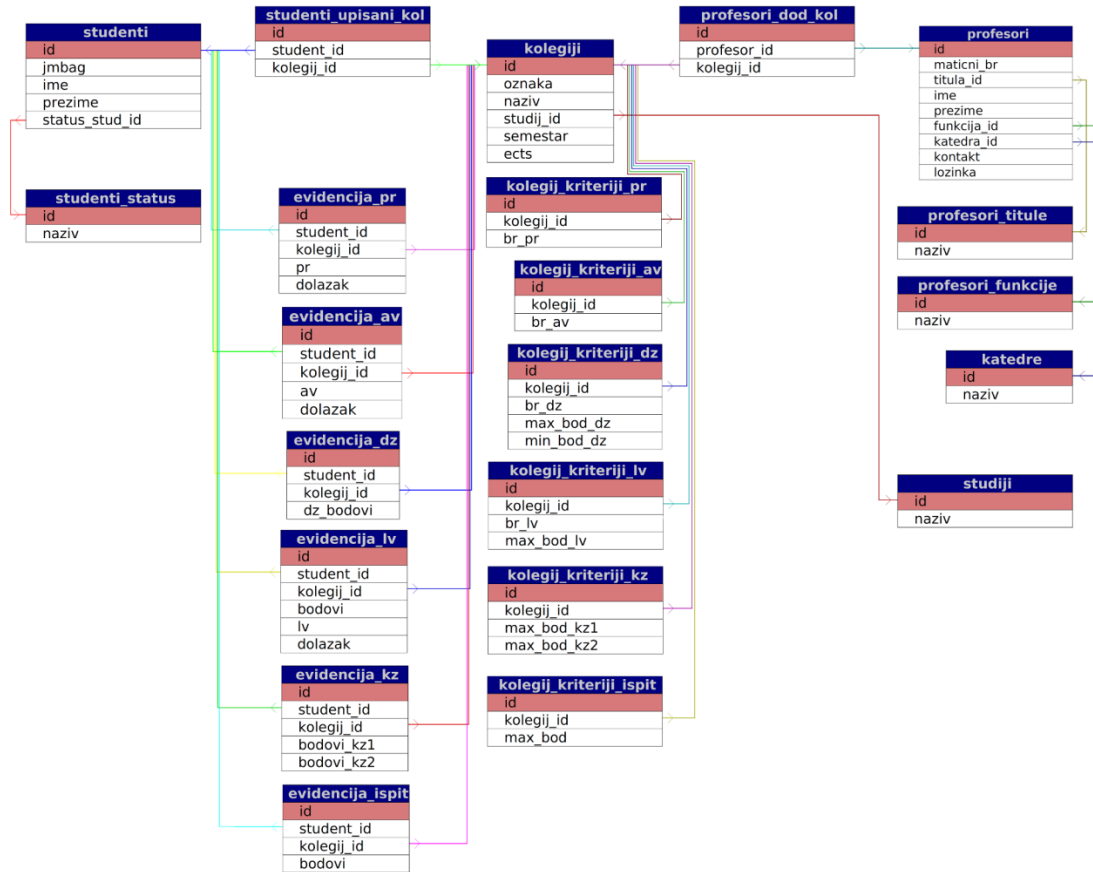 studenti
id
jmbag
ime
prezime
status_stud_id
studenti_status
id
naziv
studenti_upisani_kol
id
student_id
kolegij_id
evidencija_pr
id
student_id
kolegij_id
pr
dolazak
evidencija_av
id
student_id
kolegij_id
av
dolazak
evidencija_dz
id
student_id
kolegij_id
dz_bodovi
evidencija_lv
id
student_id
kolegij_id
bodovi
lv
dolazak
evidencija_kz
id
student_id
kolegij_id
bodovi_kz1
bodovi_kz2
evidencija_ispit
id
student_id
kolegij_id
bodovi
kolegiji
id
oznaka
naziv
studij_id
semestar
ects
kolegij_kriteriji_pr
id
kolegij_id
br_pr
kolegij_kriteriji_av
id
kolegij_id
br_av
kolegij_kriteriji_dz
id
kolegij_id
br_dz
max_bod_dz
min_bod_dz
kolegij_kriteriji_lv
id
kolegij_id
br_lv
max_bod_lv
kolegij_kriteriji_kz
id
kolegij_id
max_bod_kz1
max_bod_kz2
kolegij_kriteriji_ispit
id
kolegij_id
max_bod
profesori_dod_kol
id
profesor_id
kolegij_id
profesori
id
maticni_br
titula_id
ime
prezime
funkcija_id
katedra_id
kontakt
lozinka
profesori_titule
id
naziv
profesori_funkcije
id
naziv
katedre
id
naziv
studiji
id
naziv